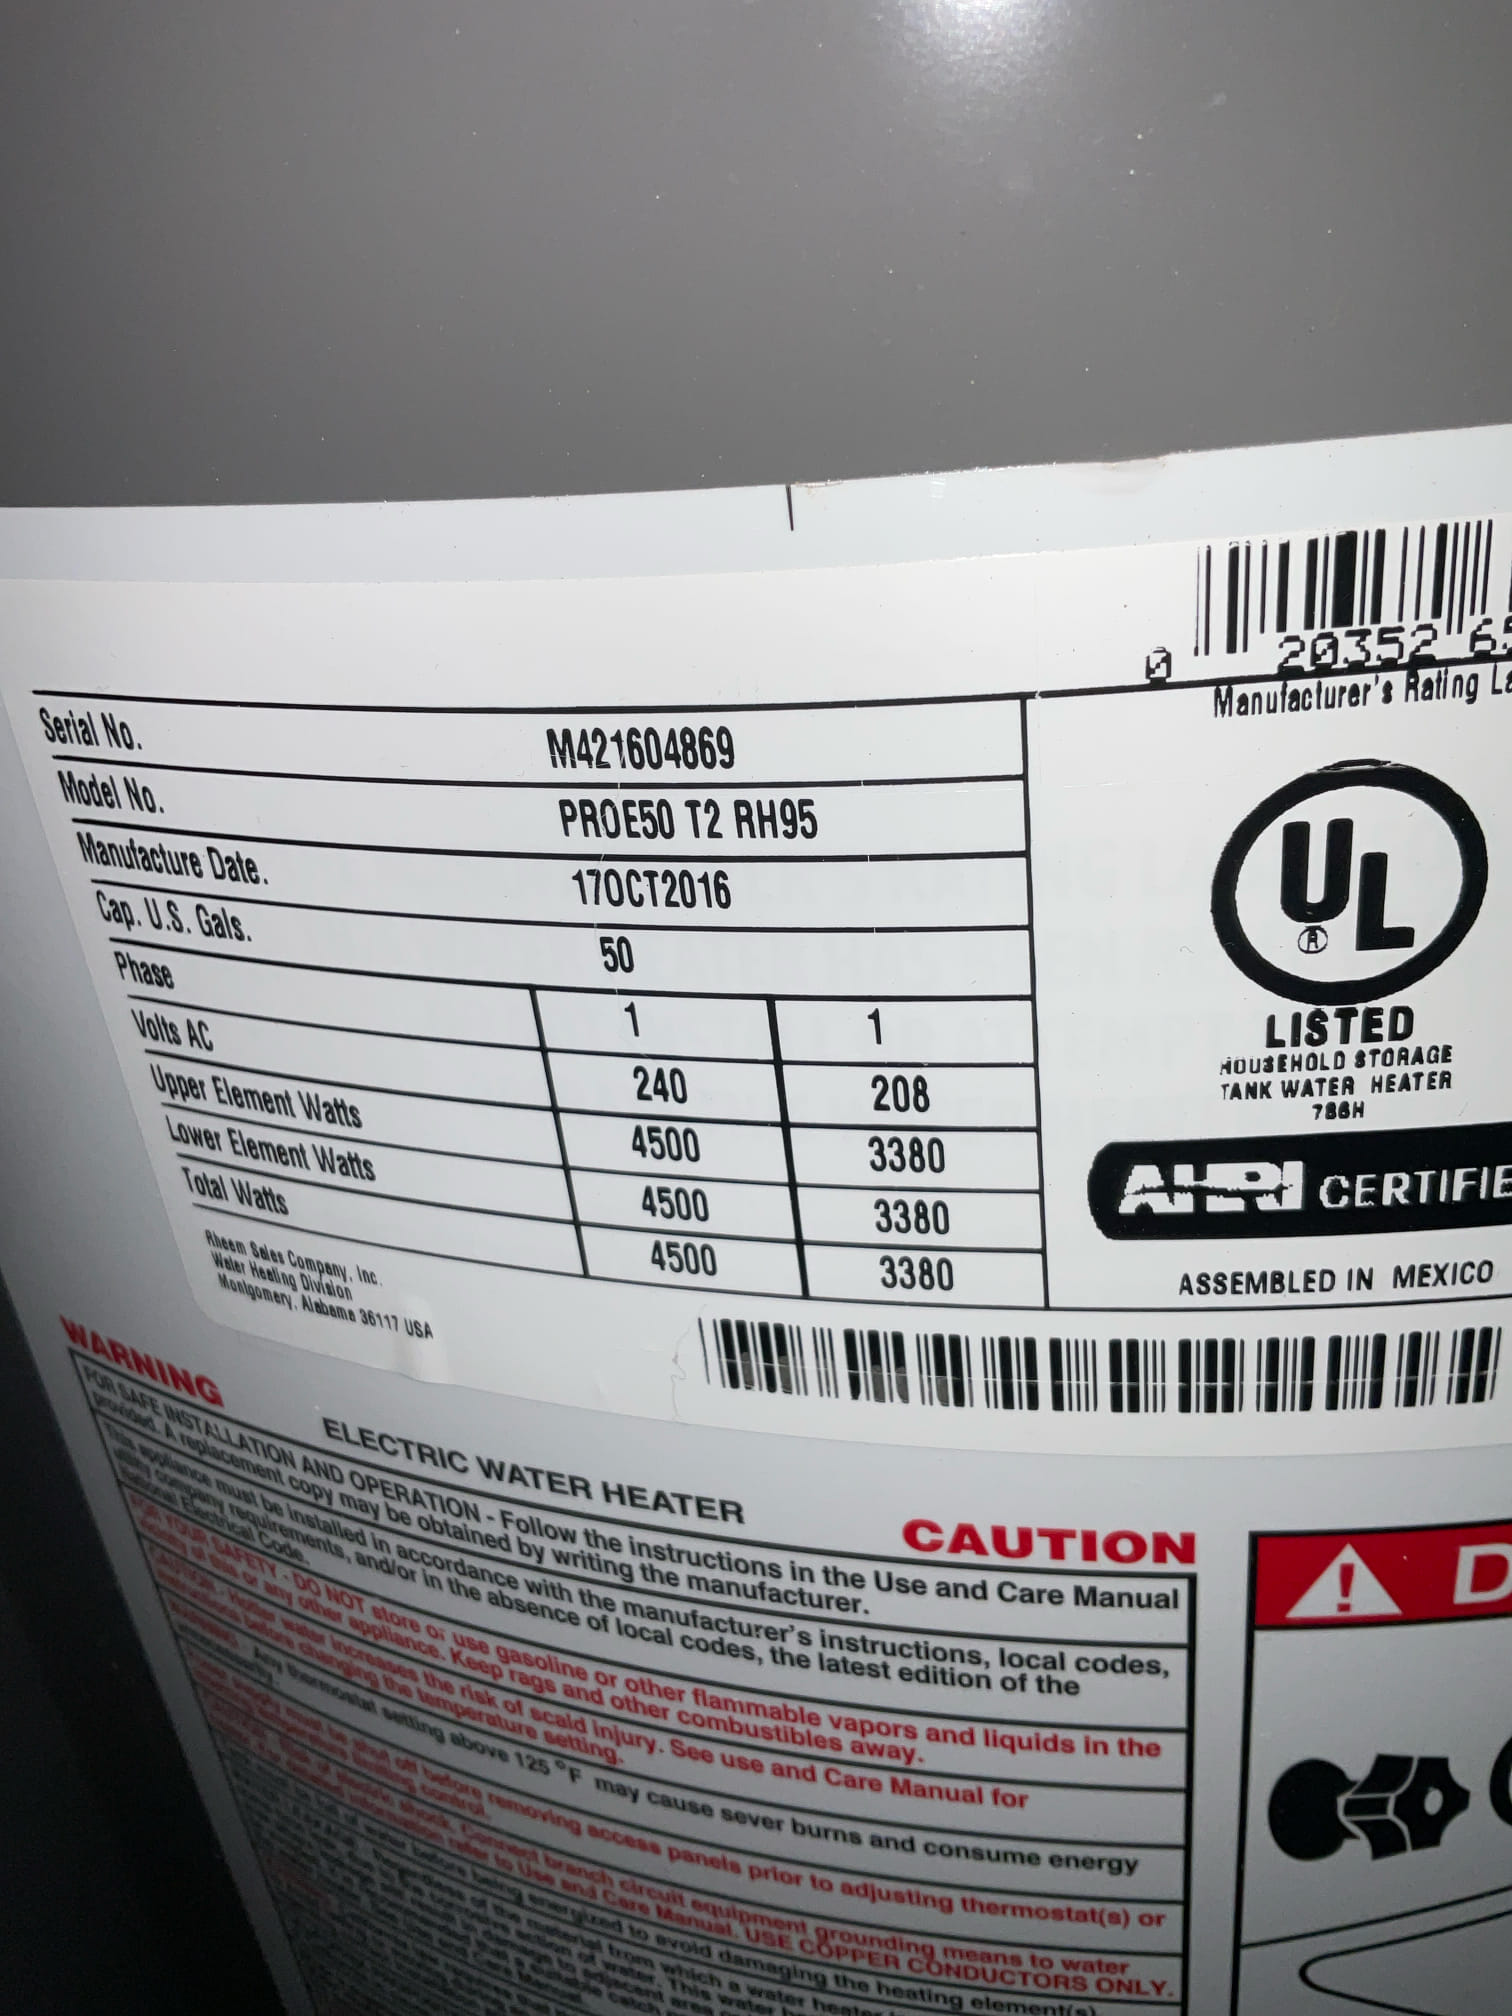 0 20352 6
Manufacturer's Rating La
Serial No. M421604869
Model No. PROE50 T2 RH95
Manufacture Date. 17OCT2016
Cap. U.S. Gals. 50
Phase 1 1
Volts AC 240 208
Upper Element Watts 4500 3380
Lower Element Watts 4500 3380
Total Watts 4500 3380
Rheem Sales Company, Inc.
Water Heating Division
Montgomery, Alabama 36117 USA
UL
®
LISTED
HOUSEHOLD STORAGE
TANK WATER HEATER
786H
AHRI CERTIFIE
ASSEMBLED IN MEXICO
WARNING
ELECTRIC WATER HEATER
CAUTION
FOR SAFE INSTALLATION AND OPERATION - Follow the instructions in the Use and Care Manual
provided. A replacement copy may be obtained by writing the manufacturer.
This appliance must be installed in accordance with the manufacturer's instructions, local codes,
utility company requirements, and/or in the absence of local codes, the latest edition of the
National Electrical Code.
FOR YOUR SAFETY - DO NOT store or use gasoline or other flammable vapors and liquids in the
vicinity of this or any other appliance. Keep rags and other combustibles away.
CAUTION - Hotter water increases the risk of scald injury. See use and Care Manual for
instructions before changing the temperature setting.
Any thermostat setting above 125 °F may cause sever burns and consume energy
must be shut off before removing access panels prior to adjusting thermostat(s) or
shock. Connect branch circuit equipment grounding means to water
refer to Use and Care Manual. USE COPPER CONDUCTORS ONLY.
of water before being energized to avoid damaging the heating element(s).
D